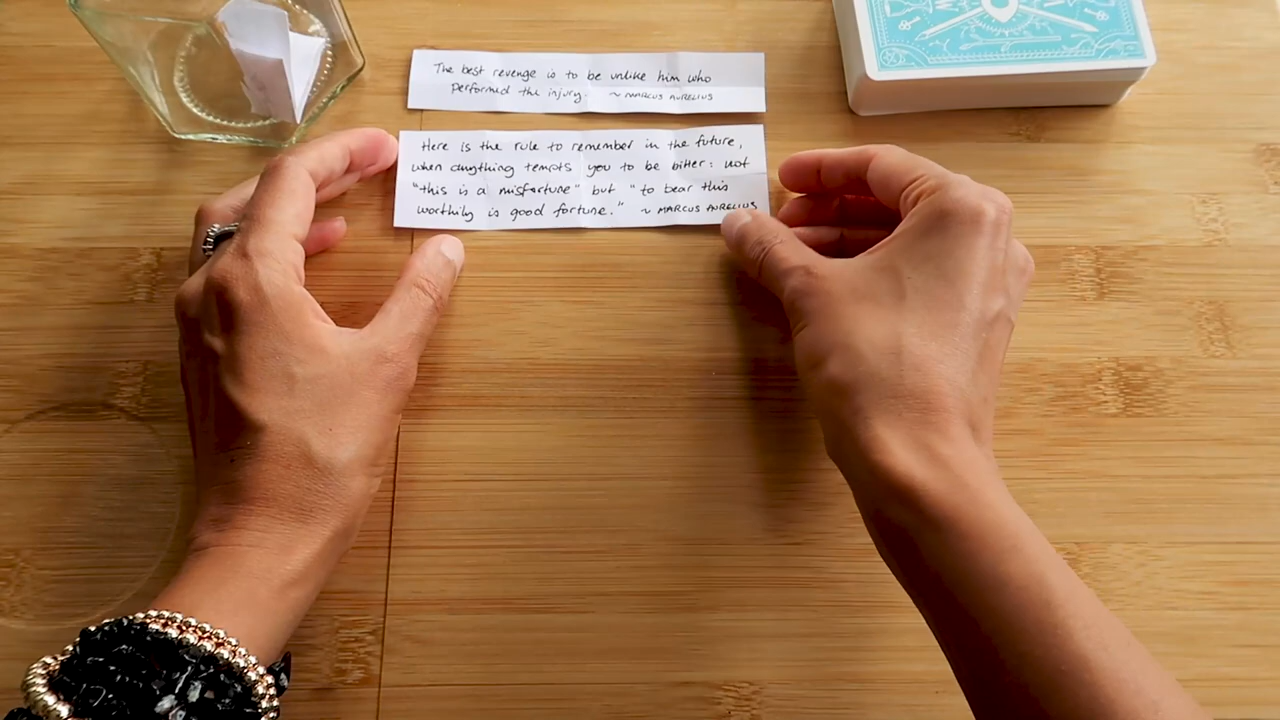 The best revenge is to be unlike him who
performed the injury. ~ MARCUS AURELIUS
Here is the rule to remember in the future,
when anything tempts you to be bitter: not
"this is a misfortune" but "to bear this
worthily is good fortune." ~ MARCUS AURELIUS